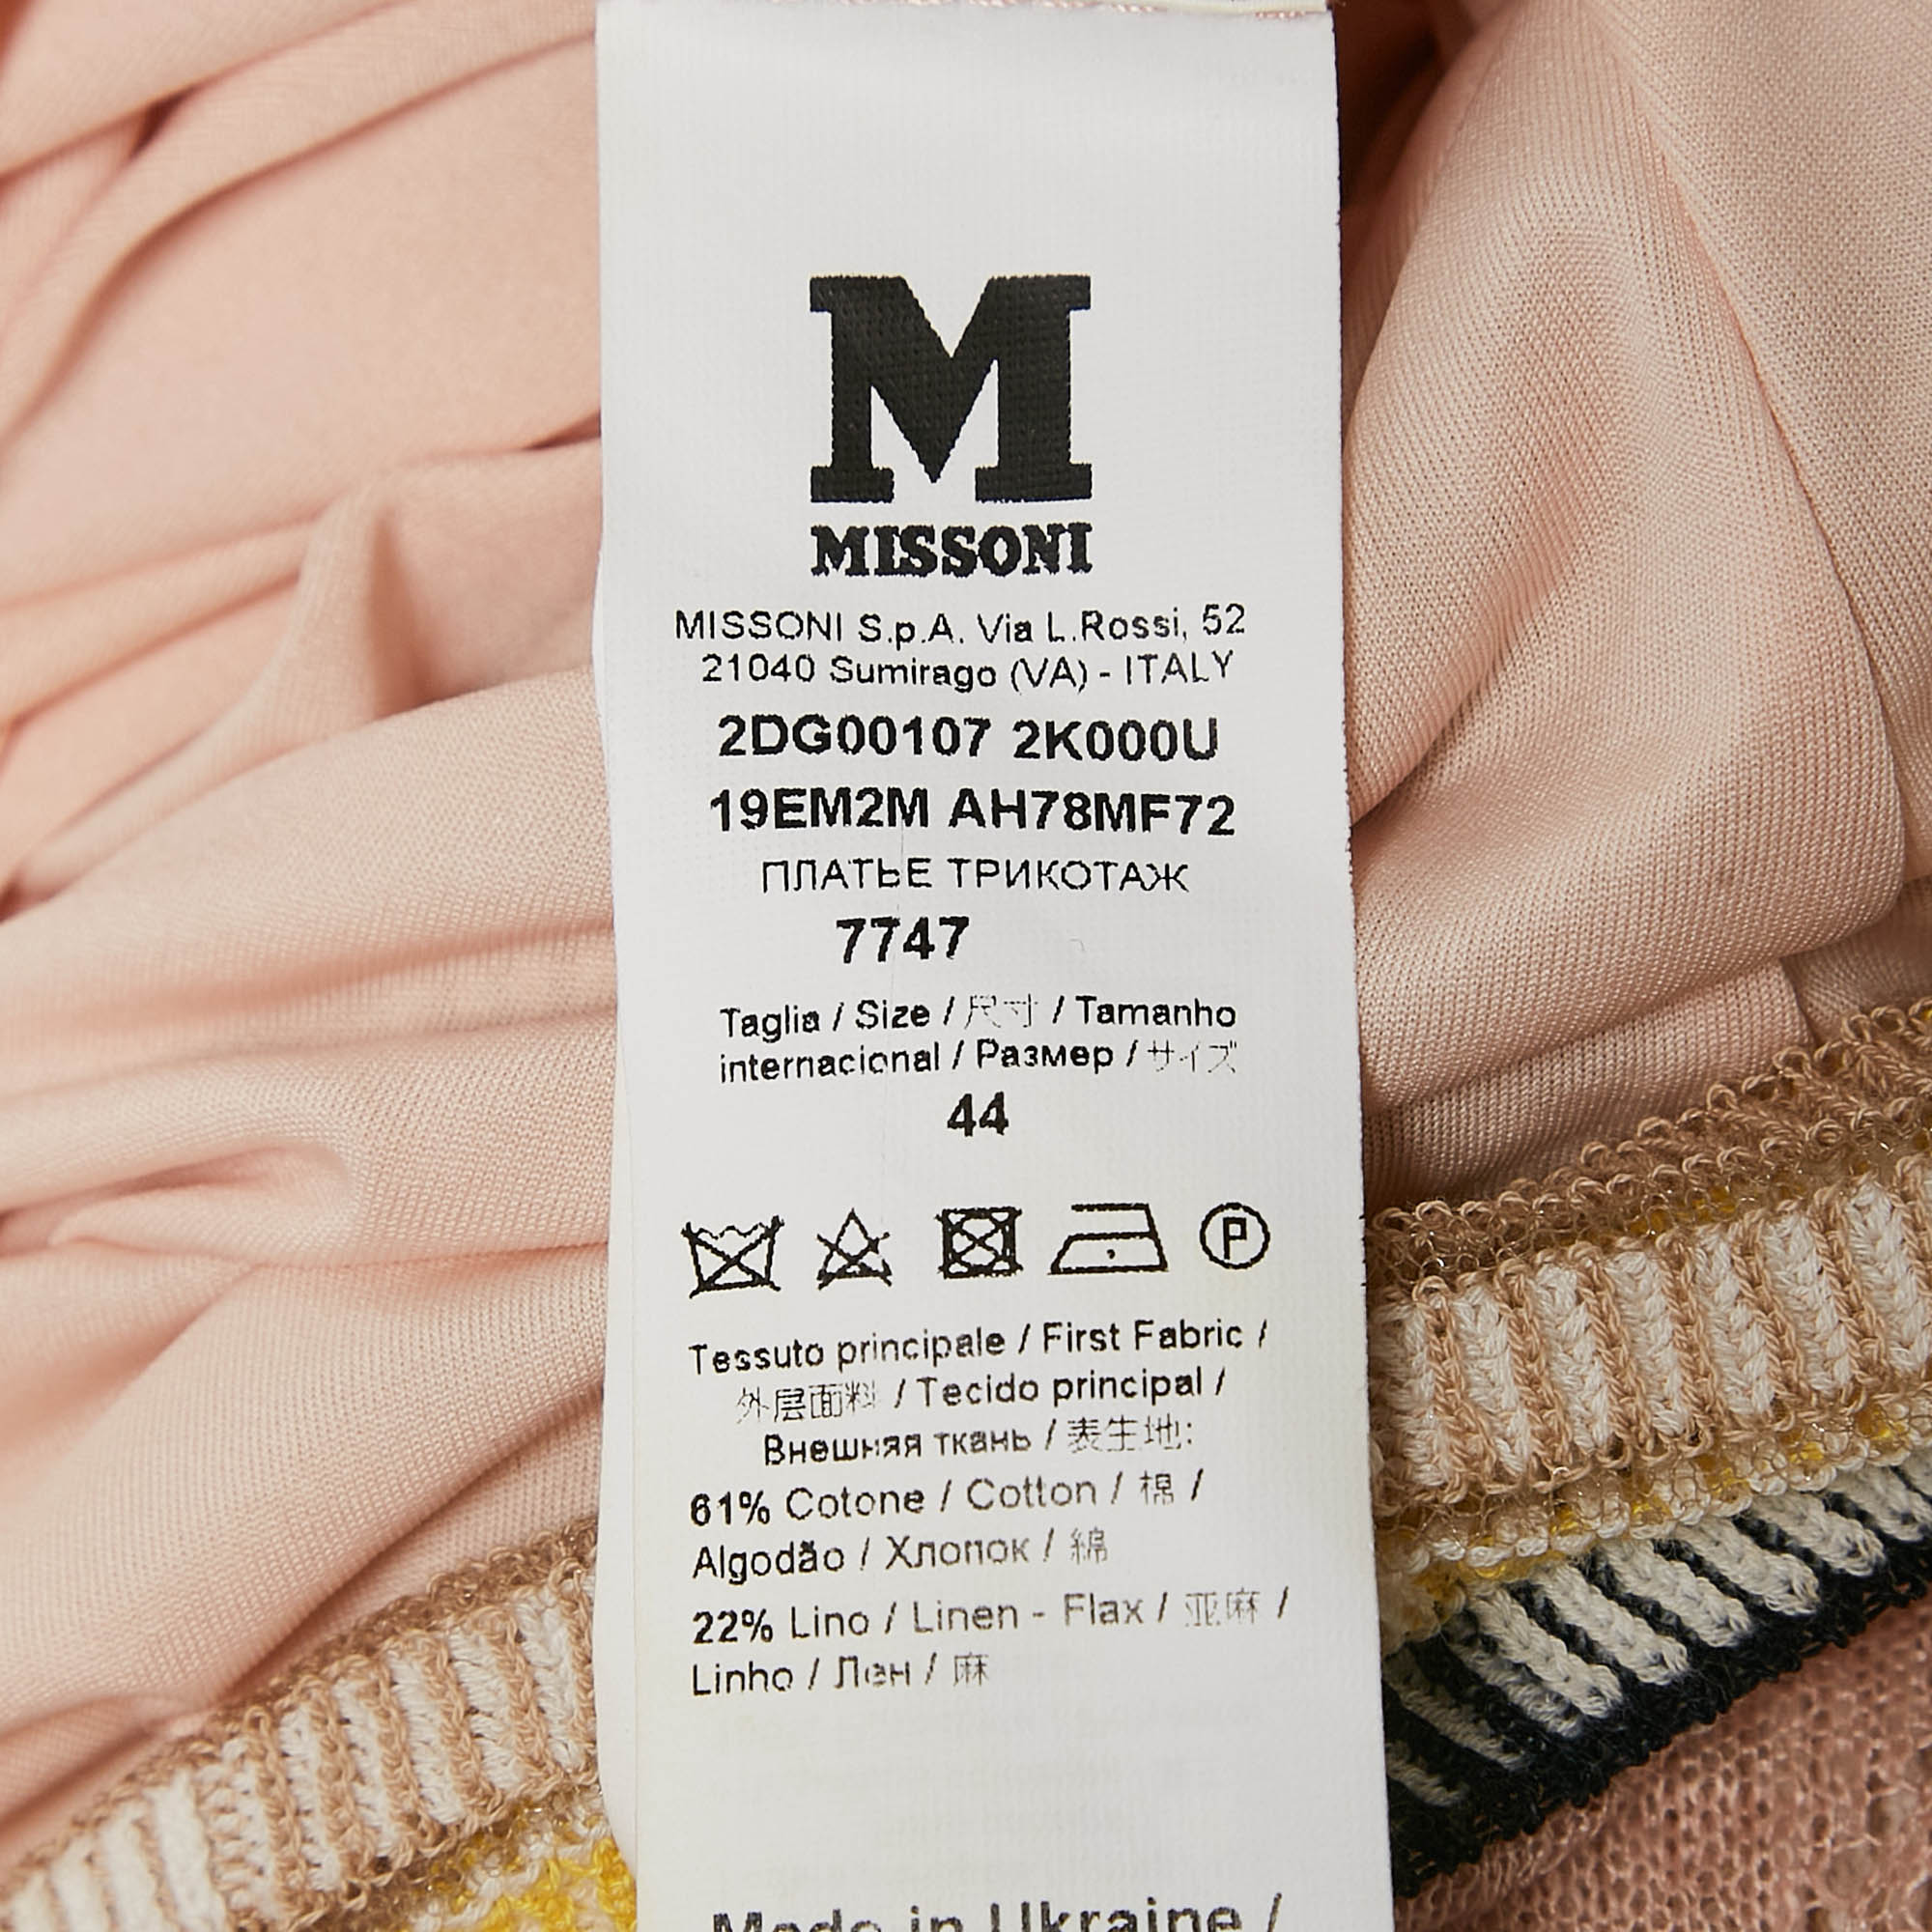 M
MISSONI
MISSONI S.p.A. Via L.Rossi, 52
21040 Sumirago (VA) - ITALY
2DG00107 2K000U
19EM2M AH78MF72
ПЛАТЬЕ ТРИКОТАЖ
7747
Taglia / Size / 尺寸 / Tamanho
internacional / Размер / サイズ
44
P
Tessuto principale / First Fabric /
外层面料 / Tecido principal /
Внешняя ткань / 表生地:
61% Cotone / Cotton / 棉 /
Algodão / Хлопок / 綿
22% Lino / Linen - Flax / 亚麻 /
Linho / Лен / 麻
Made in Ukraine /